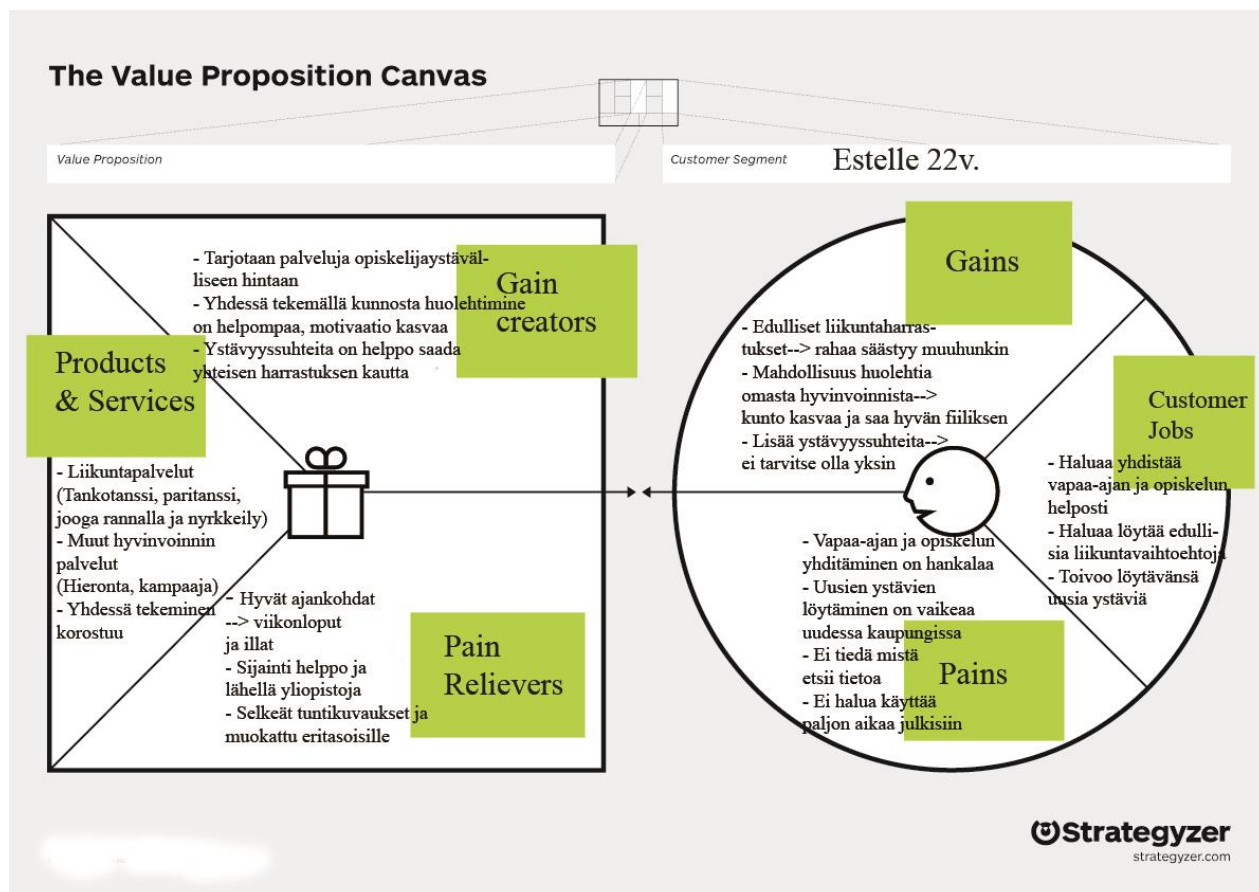 The Value Proposition Canvas
Value Proposition
Customer Segment
Estelle 22v.
Products
& Services
- Liikuntapalvelut
(Tankotanssi, paritanssi,
jooga rannalla ja nyrkkeily)
- Muut hyvinvoinnin
palvelut
(Hieronta, kampaaja)
- Yhdessä tekeminen
korostuu
Gain
creators
- Tarjotaan palveluja opiskelijaystäväl-
liseen hintaan
- Yhdessä tekemällä kunnosta huolehtimine
on helpompaa, motivaatio kasvaa
- Ystävyyssuhteita on helppo saada
yhteisen harrastuksen kautta
Pain
Relievers
- Hyvät ajankohdat
--> viikonloput
ja illat
- Sijainti helppo ja
lähellä yliopistoja
- Selkeät tuntikuvaukset ja
muokattu eritasoisille
Gains
- Edulliset liikuntaharras-
tukset--> rahaa säästyy muuhunkin
- Mahdollisuus huolehtia
omasta hyvinvoinnista-->
kunto kasvaa ja saa hyvän fiiliksen
- Lisää ystävyyssuhteita-->
ei tarvitse olla yksin
Customer
Jobs
- Haluaa yhdistää
vapaa-ajan ja opiskelun
helposti
- Haluaa löytää edulli-
sia liikuntavaihtoehtoja
- Toivoo löytävänsä
uusia ystäviä
Pains
- Vapaa-ajan ja opiskelun
yhditäminen on hankalaa
- Uusien ystävien
löytäminen on vaikeaa
uudessa kaupungissa
- Ei tiedä mistä
etsii tietoa
- Ei halua käyttää
paljon aikaa julkisiin
Strategyzer
strategyzer.com